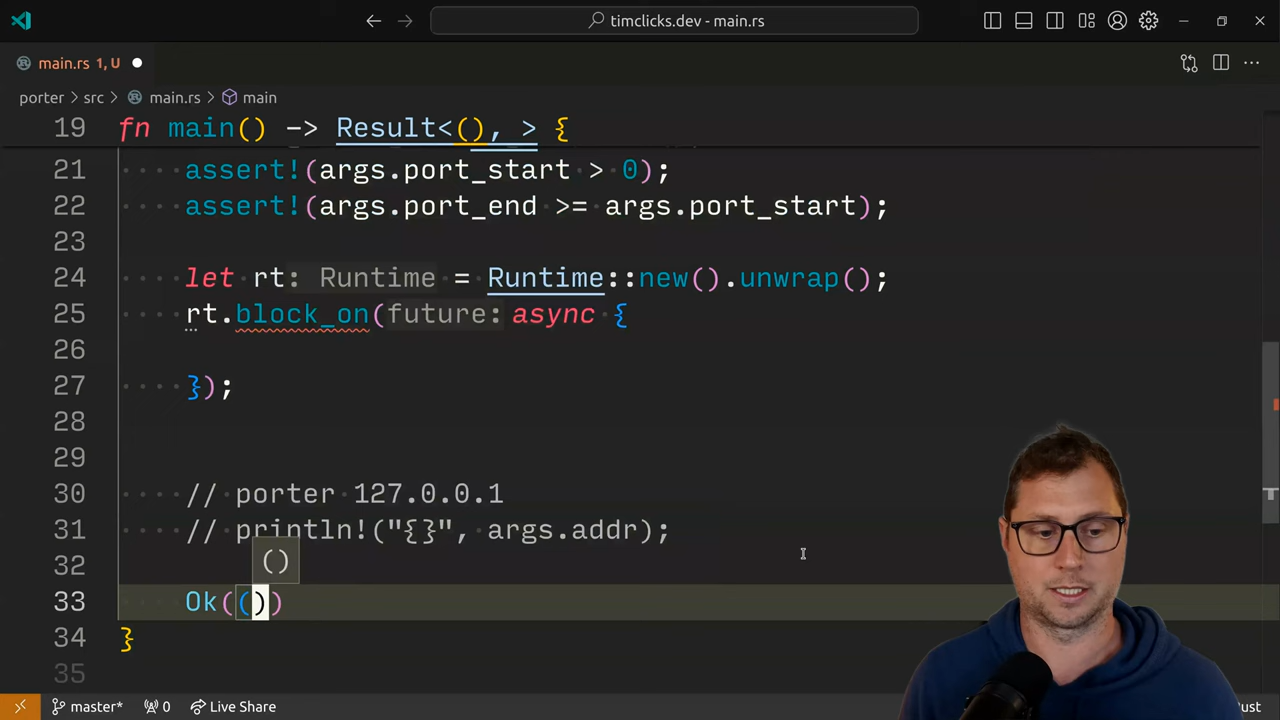 timclicks.dev - main.rs
main.rs 1, U
porter > src > main.rs > main
19 fn main() -> Result<(), > {
21 assert!(args.port_start > 0);
22 assert!(args.port_end >= args.port_start);
23
24 let rt: Runtime = Runtime::new().unwrap();
25 rt.block_on(future: async {
26
27 });
28
29
30 // porter 127.0.0.1
31 // println!("{}", args.addr);
()
32
33 Ok(())
34 }
35
master* 0 Live Share ust